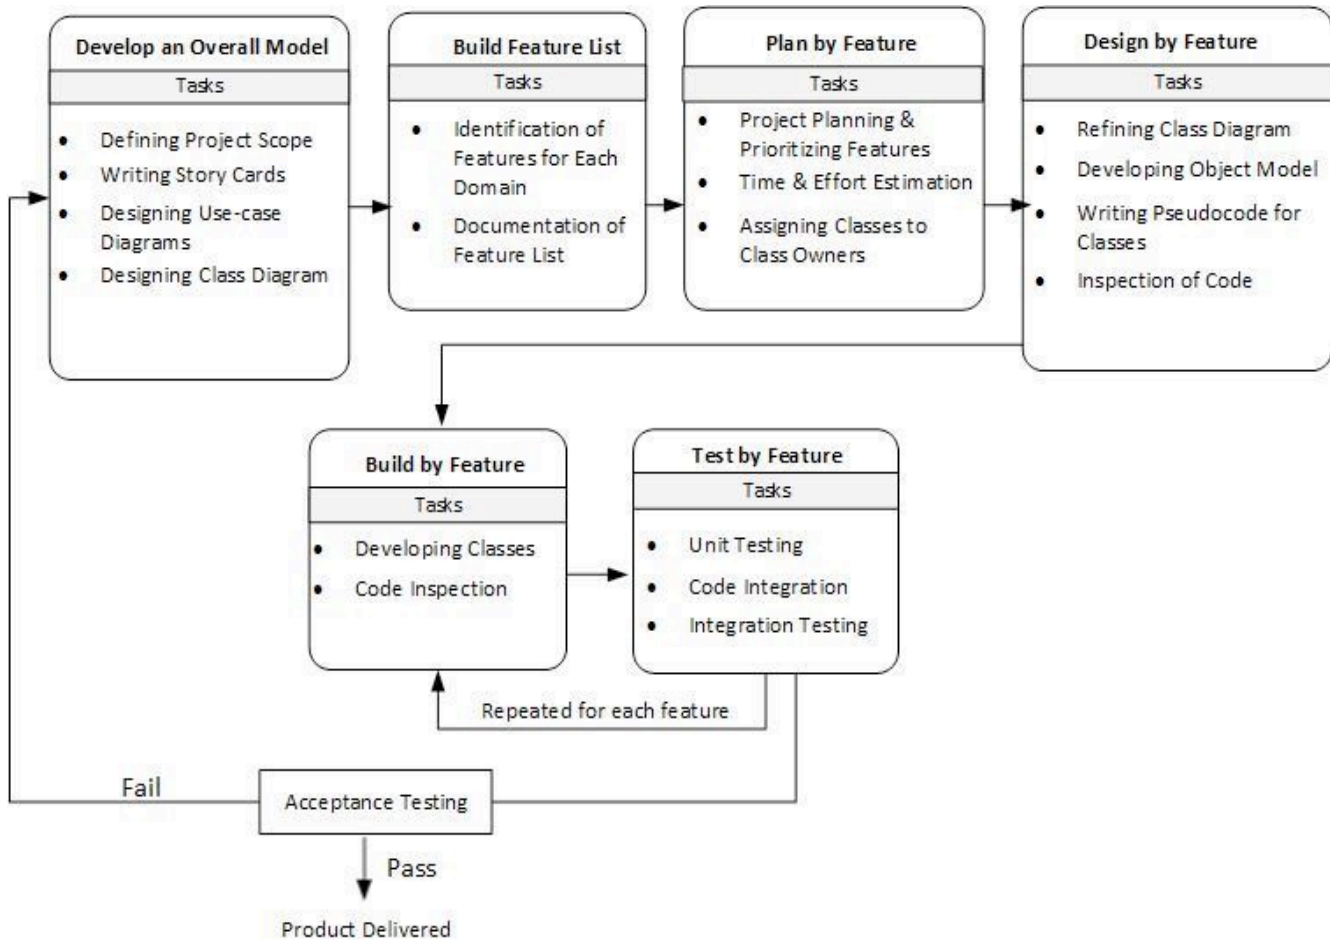 Develop an Overall Model
Tasks
Defining Project Scope
Writing Story Cards
Designing Use-case
Diagrams
Designing Class Diagram
Build Feature List
Tasks
Identification of
Features for Each
Domain
Documentation of
Feature List
Plan by Feature
Tasks
Project Planning &
Prioritizing Features
Time & Effort Estimation
Assigning Classes to
Class Owners
Design by Feature
Tasks
Refining Class Diagram
Developing Object Model
Writing Pseudocode for
Classes
Inspection of Code
Build by Feature
Tasks
Developing Classes
Code Inspection
Test by Feature
Tasks
Unit Testing
Code Integration
Integration Testing
Repeated for each feature
Fail
Acceptance Testing
Pass
Product Delivered